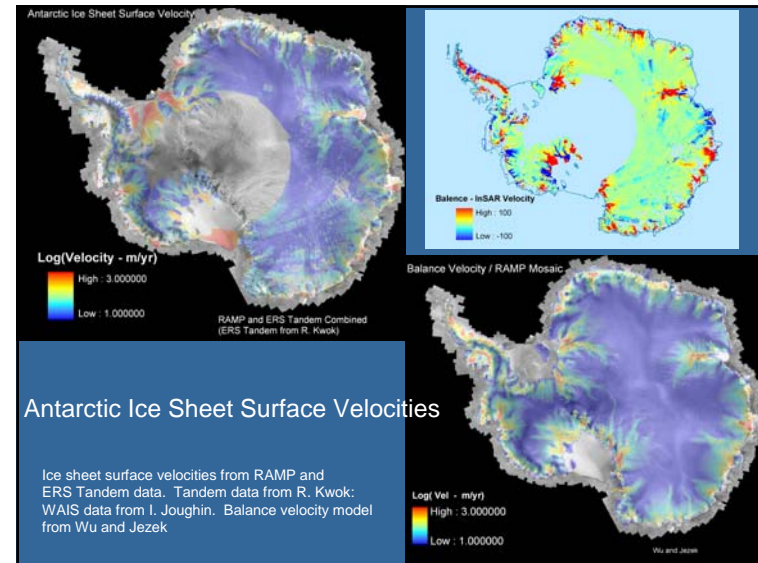 Antarctic Ice Sheet Surface Velocity
Log(Velocity - m/yr)
High : 3.000000
Low : 1.000000
RAMP and ERS Tandem Combined
(ERS Tandem from R. Kwok)
Balence - InSAR Velocity
High : 100
Low : -100
Balance Velocity / RAMP Mosaic
Log( Vel - m/yr)
High : 3.000000
Low : 1.000000
Wu and Jezek
Antarctic Ice Sheet Surface Velocities
Ice sheet surface velocities from RAMP and
ERS Tandem data. Tandem data from R. Kwok:
WAIS data from I. Joughin. Balance velocity model
from Wu and Jezek